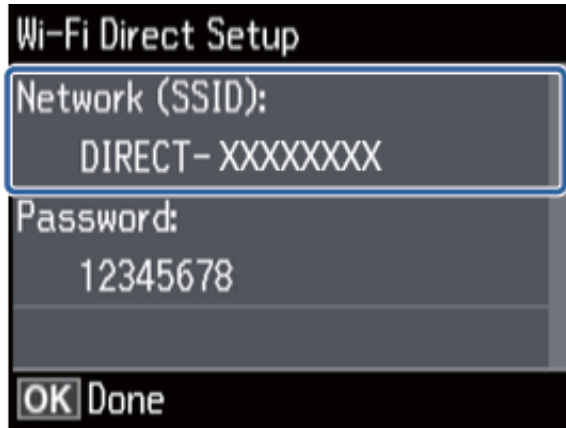 Wi-Fi Direct Setup
Network (SSID):
DIRECT-XXXXXXXX
Password:
12345678
OK Done